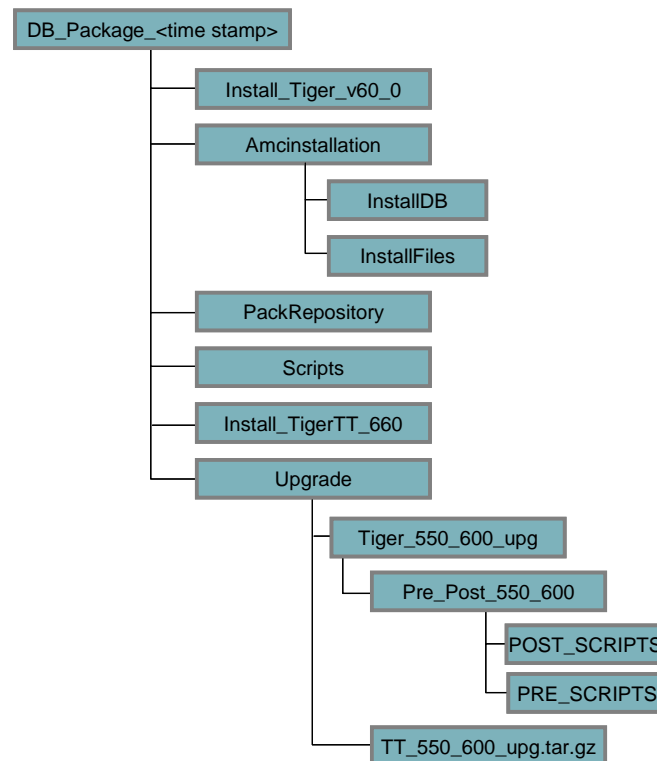 DB_Package_<time stamp>
Install_Tiger_v60_0
Amcinstallation
InstallDB
InstallFiles
PackRepository
Scripts
Install_TigerTT_660
Upgrade
Tiger_550_600_upg
Pre_Post_550_600
POST_SCRIPTS
PRE_SCRIPTS
TT_550_600_upg.tar.gz